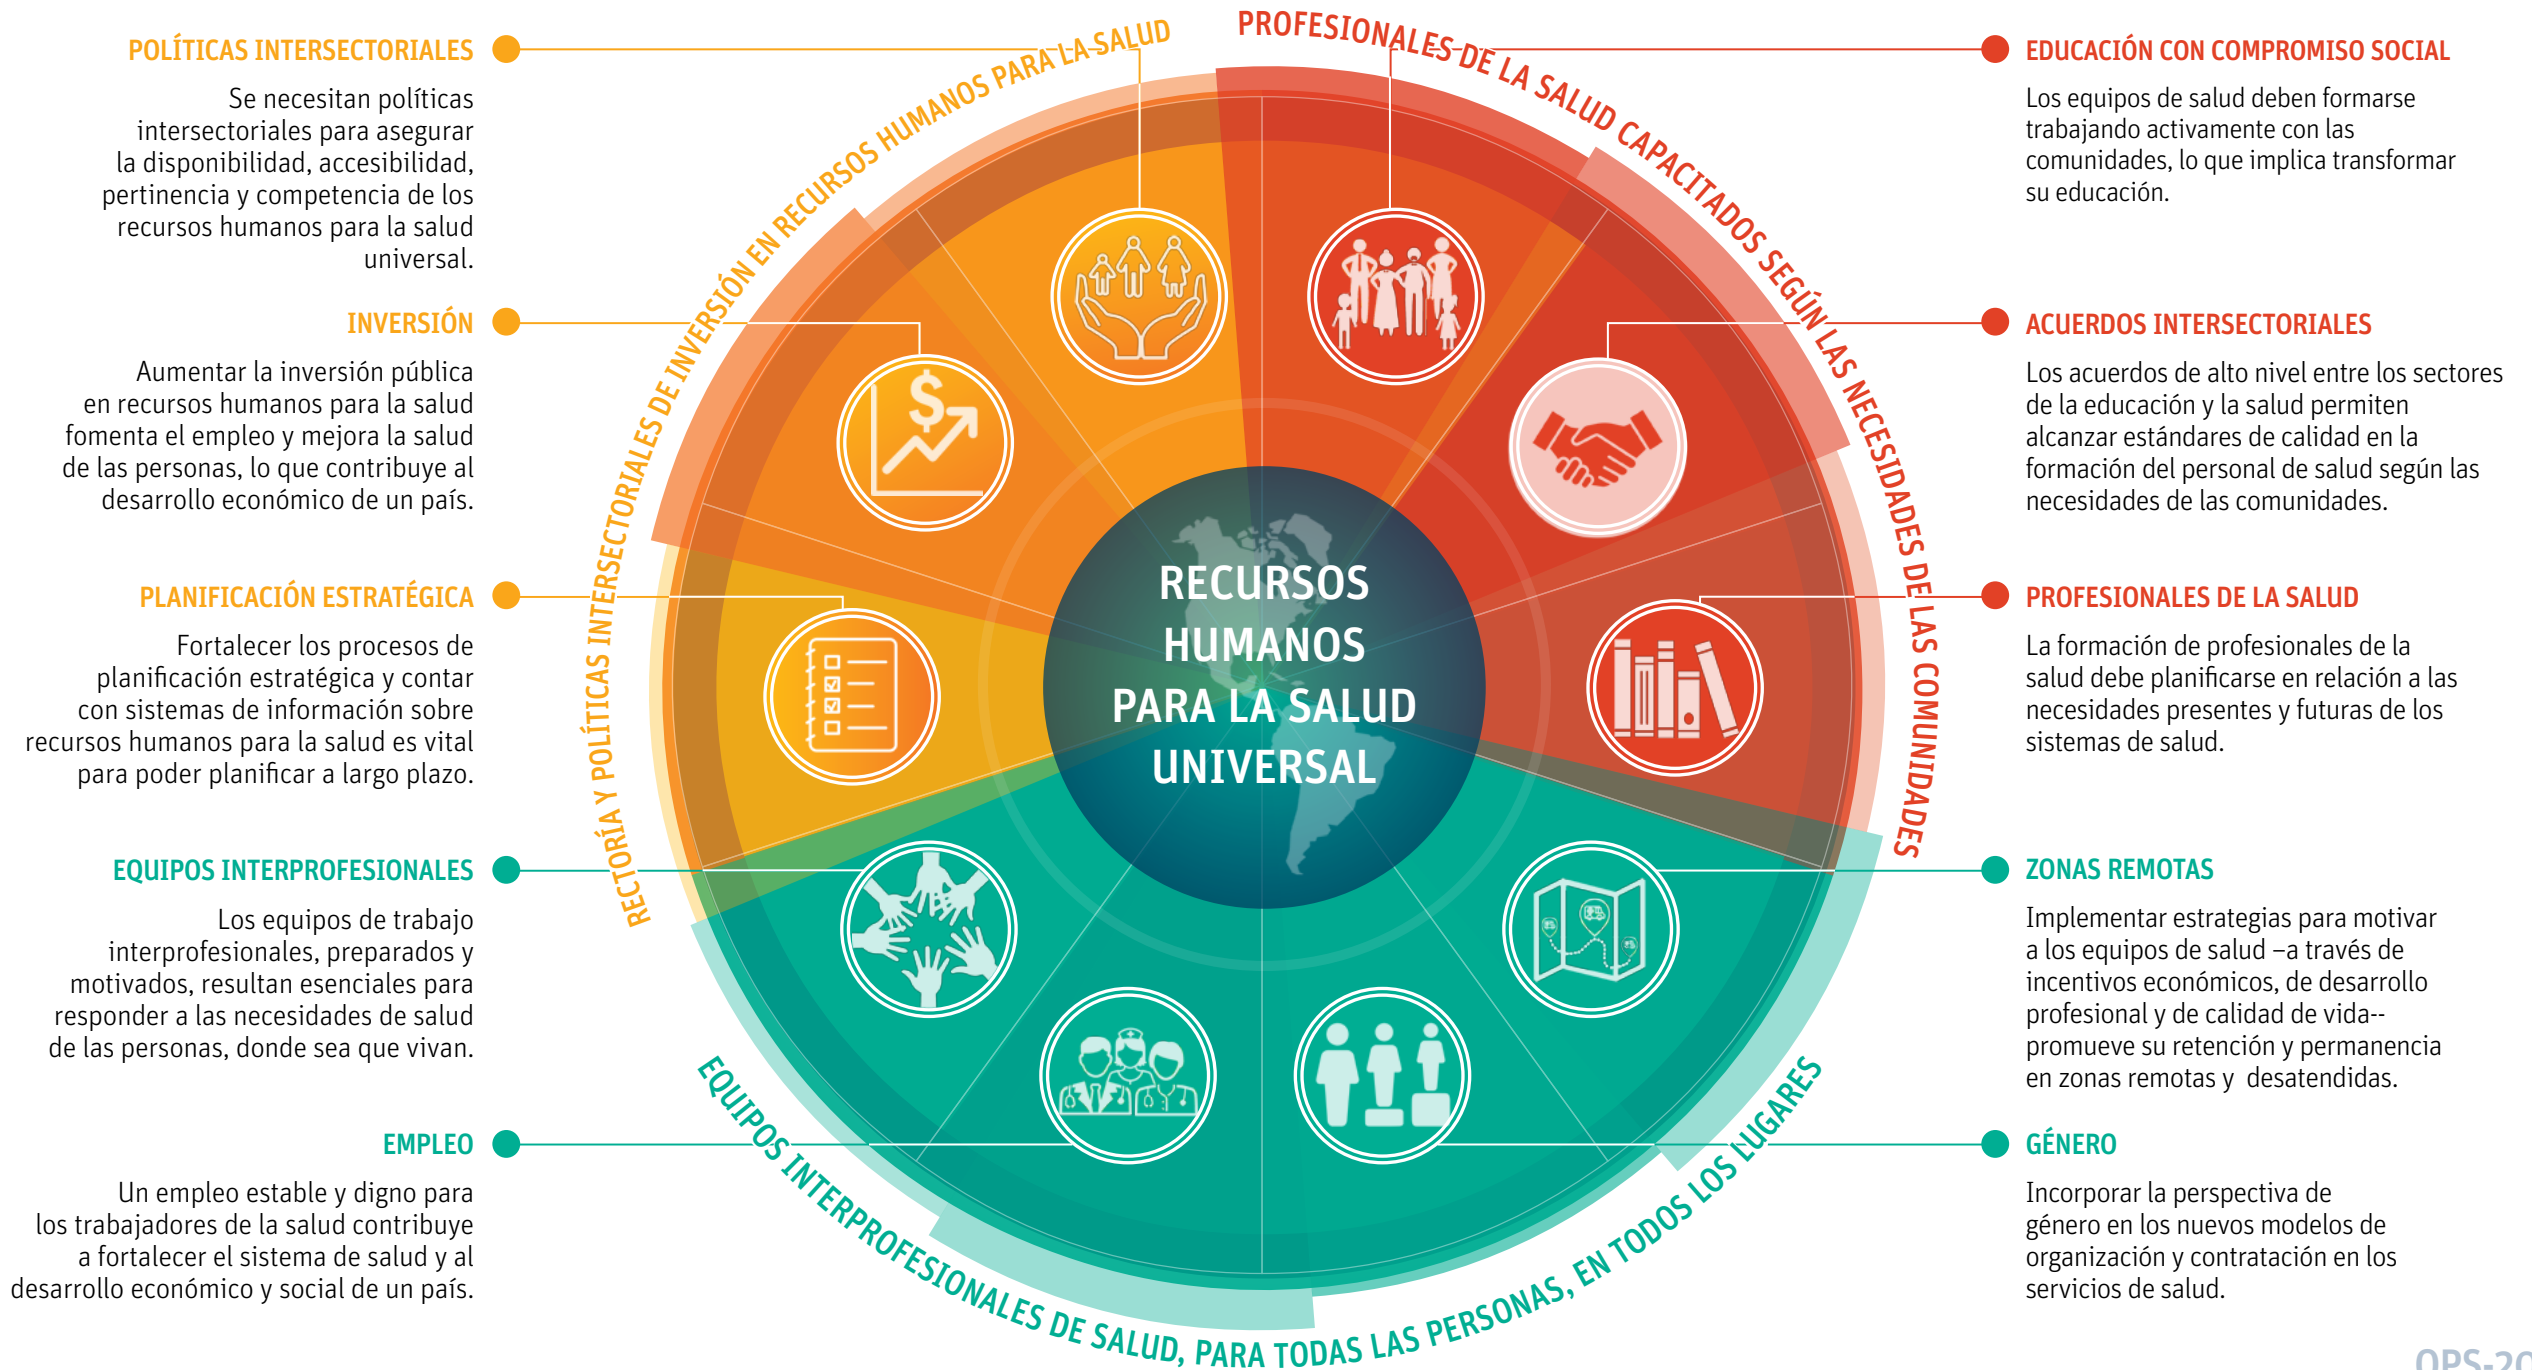 POLÍTICAS INTERSECTORIALES
Se necesitan políticas
intersectoriales para asegurar
la disponibilidad, accesibilidad,
pertinencia y competencia de los
recursos humanos para la salud
universal.
INVERSIÓN
Aumentar la inversión pública
en recursos humanos para la salud
fomenta el empleo y mejora la salud
de las personas, lo que contribuye al
desarrollo económico de un país.
PLANIFICACIÓN ESTRATÉGICA
Fortalecer los procesos de
planificación estratégica y contar
con sistemas de información sobre
recursos humanos para la salud es vital
para poder planificar a largo plazo.
EQUIPOS INTERPROFESIONALES
Los equipos de trabajo
interprofesionales, preparados y
motivados, resultan esenciales para
responder a las necesidades de salud
de las personas, donde sea que vivan.
EMPLEO
Un empleo estable y digno para
los trabajadores de la salud contribuye
a fortalecer el sistema de salud y al
desarrollo económico y social de un país.
RECTORÍA Y POLÍTICAS INTERSECTORIALES DE INVERSIÓN EN RECURSOS HUMANOS PARA LA SALUD
PROFESIONALES DE LA SALUD CAPACITADOS SEGÚN LAS NECESIDADES DE LAS COMUNIDADES
EQUIPOS INTERPROFESIONALES DE SALUD, PARA TODAS LAS PERSONAS, EN TODOS LOS LUGARES
$
RECURSOS
HUMANOS
PARA LA SALUD
UNIVERSAL
EDUCACIÓN CON COMPROMISO SOCIAL
Los equipos de salud deben formarse
trabajando activamente con las
comunidades, lo que implica transformar
su educación.
ACUERDOS INTERSECTORIALES
Los acuerdos de alto nivel entre los sectores
de la educación y la salud permiten
alcanzar estándares de calidad en la
formación del personal de salud según las
necesidades de las comunidades.
PROFESIONALES DE LA SALUD
La formación de profesionales de la
salud debe planificarse en relación a las
necesidades presentes y futuras de los
sistemas de salud.
ZONAS REMOTAS
Implementar estrategias para motivar
a los equipos de salud –a través de
incentivos económicos, de desarrollo
profesional y de calidad de vida--
promueve su retención y permanencia
en zonas remotas y desatendidas.
GÉNERO
Incorporar la perspectiva de
género en los nuevos modelos de
organización y contratación en los
servicios de salud.